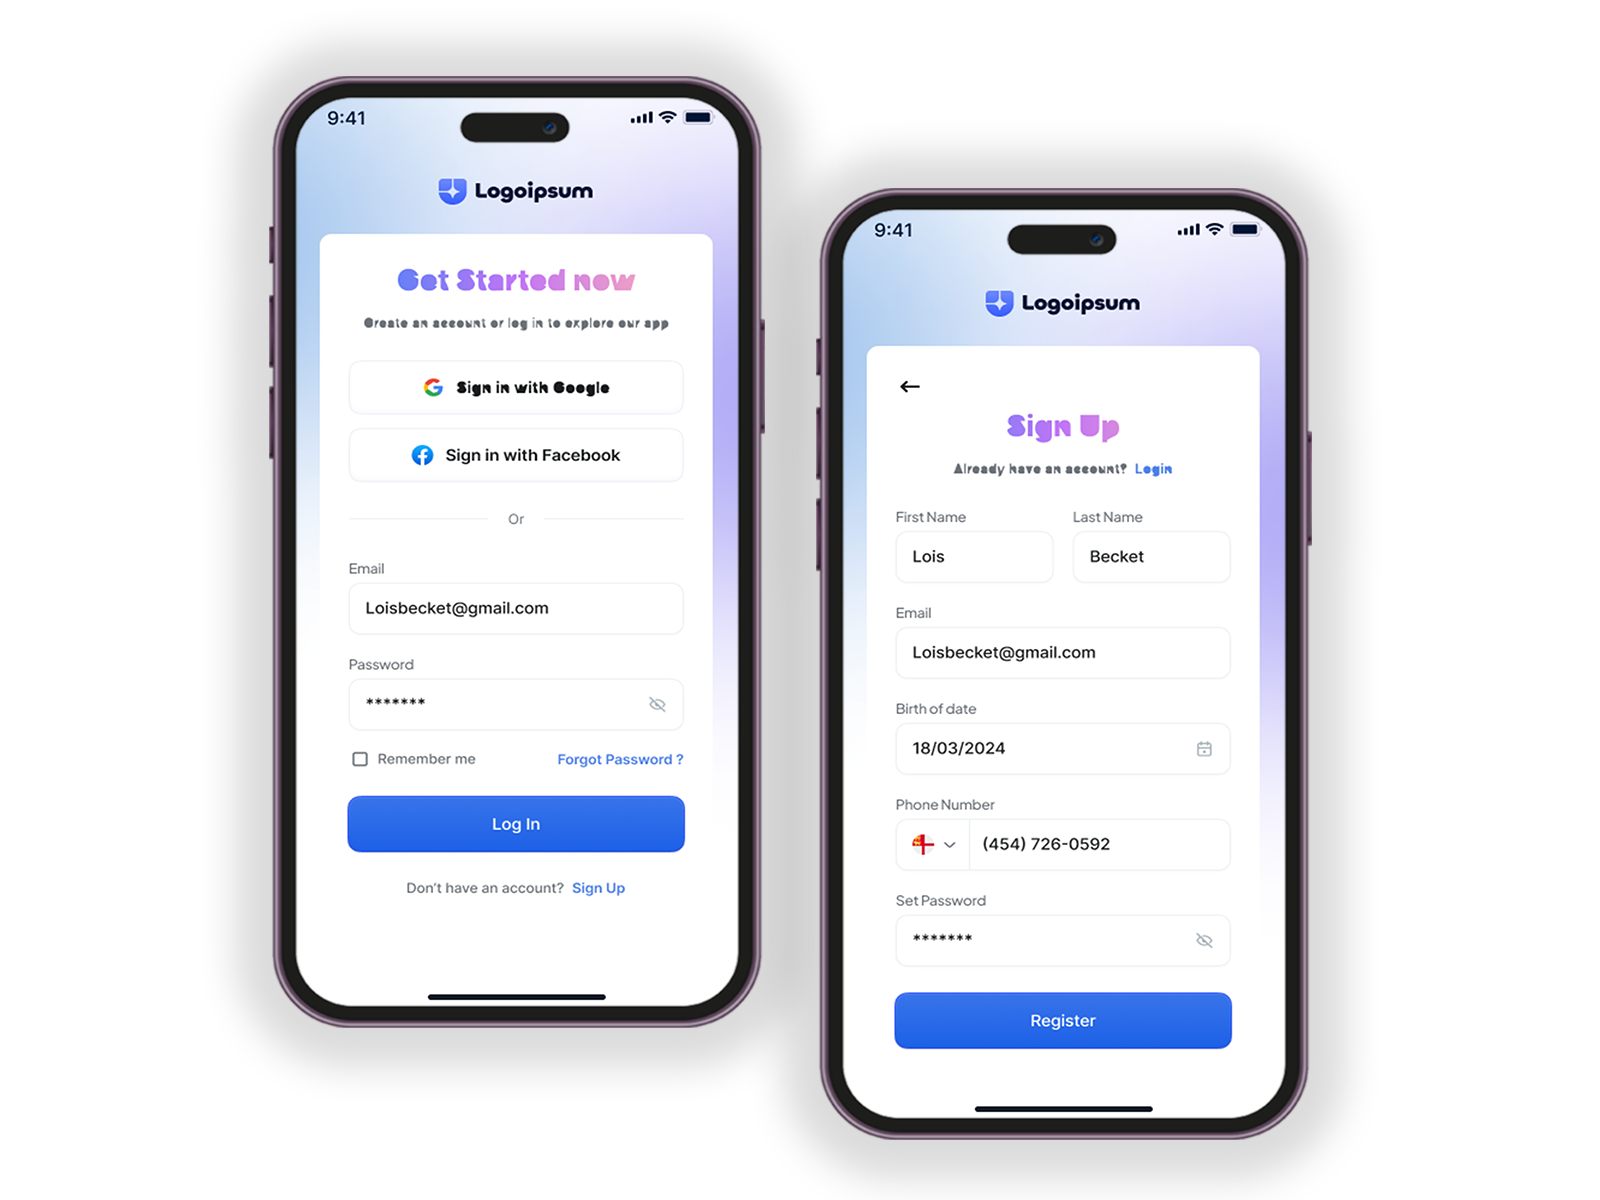 9:41
Logoipsum
Get Started now
Create an account or log in to explore our app
Sign in with Google
Sign in with Facebook
Or
Email
Loisbecket@gmail.com
Password
*******
Remember me
Forgot Password ?
Log In
Don't have an account? Sign Up
9:41
Logoipsum
Sign Up
Already have an account? Login
First Name
Last Name
Lois
Becket
Email
Loisbecket@gmail.com
Birth of date
18/03/2024
Phone Number
(454) 726-0592
Set Password
*******
Register